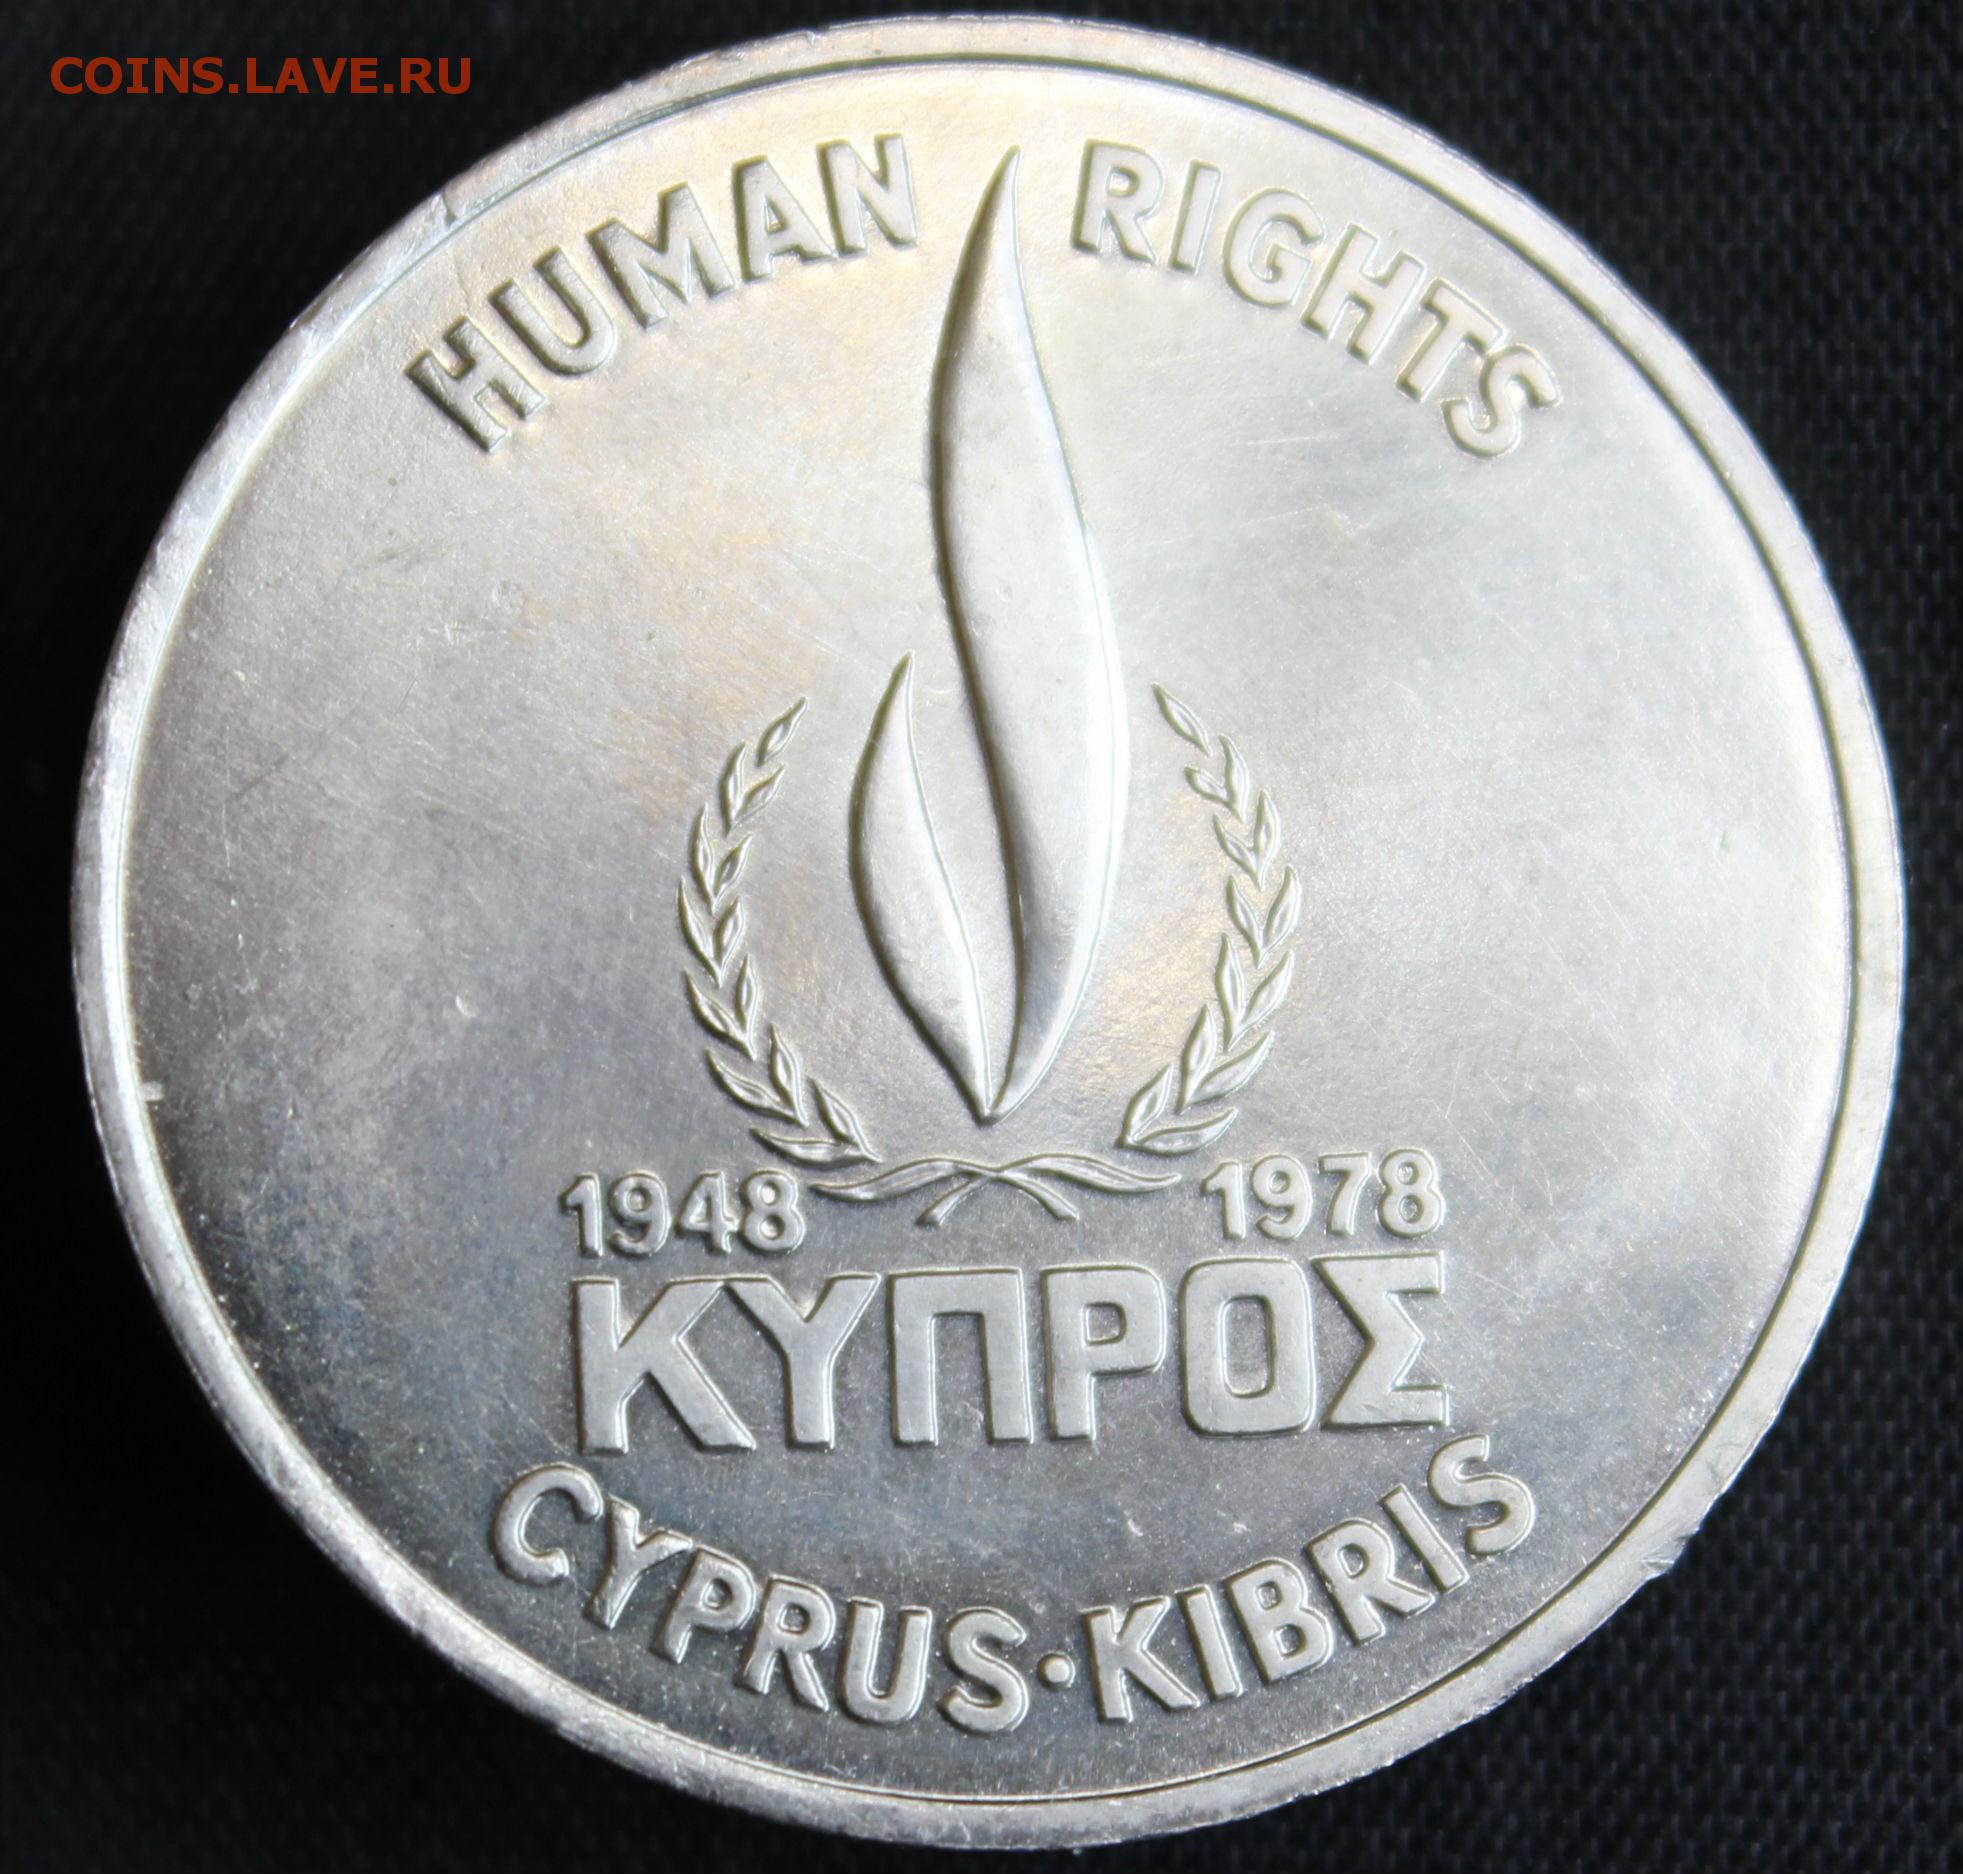 COINS.LAVE.RU
HUMAN RIGHTS
1948 1978
ΚΥΠΡΟΣ
CYPRUS·KIBRIS